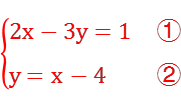 2x − 3y = 1 ①
y = x − 4 ②